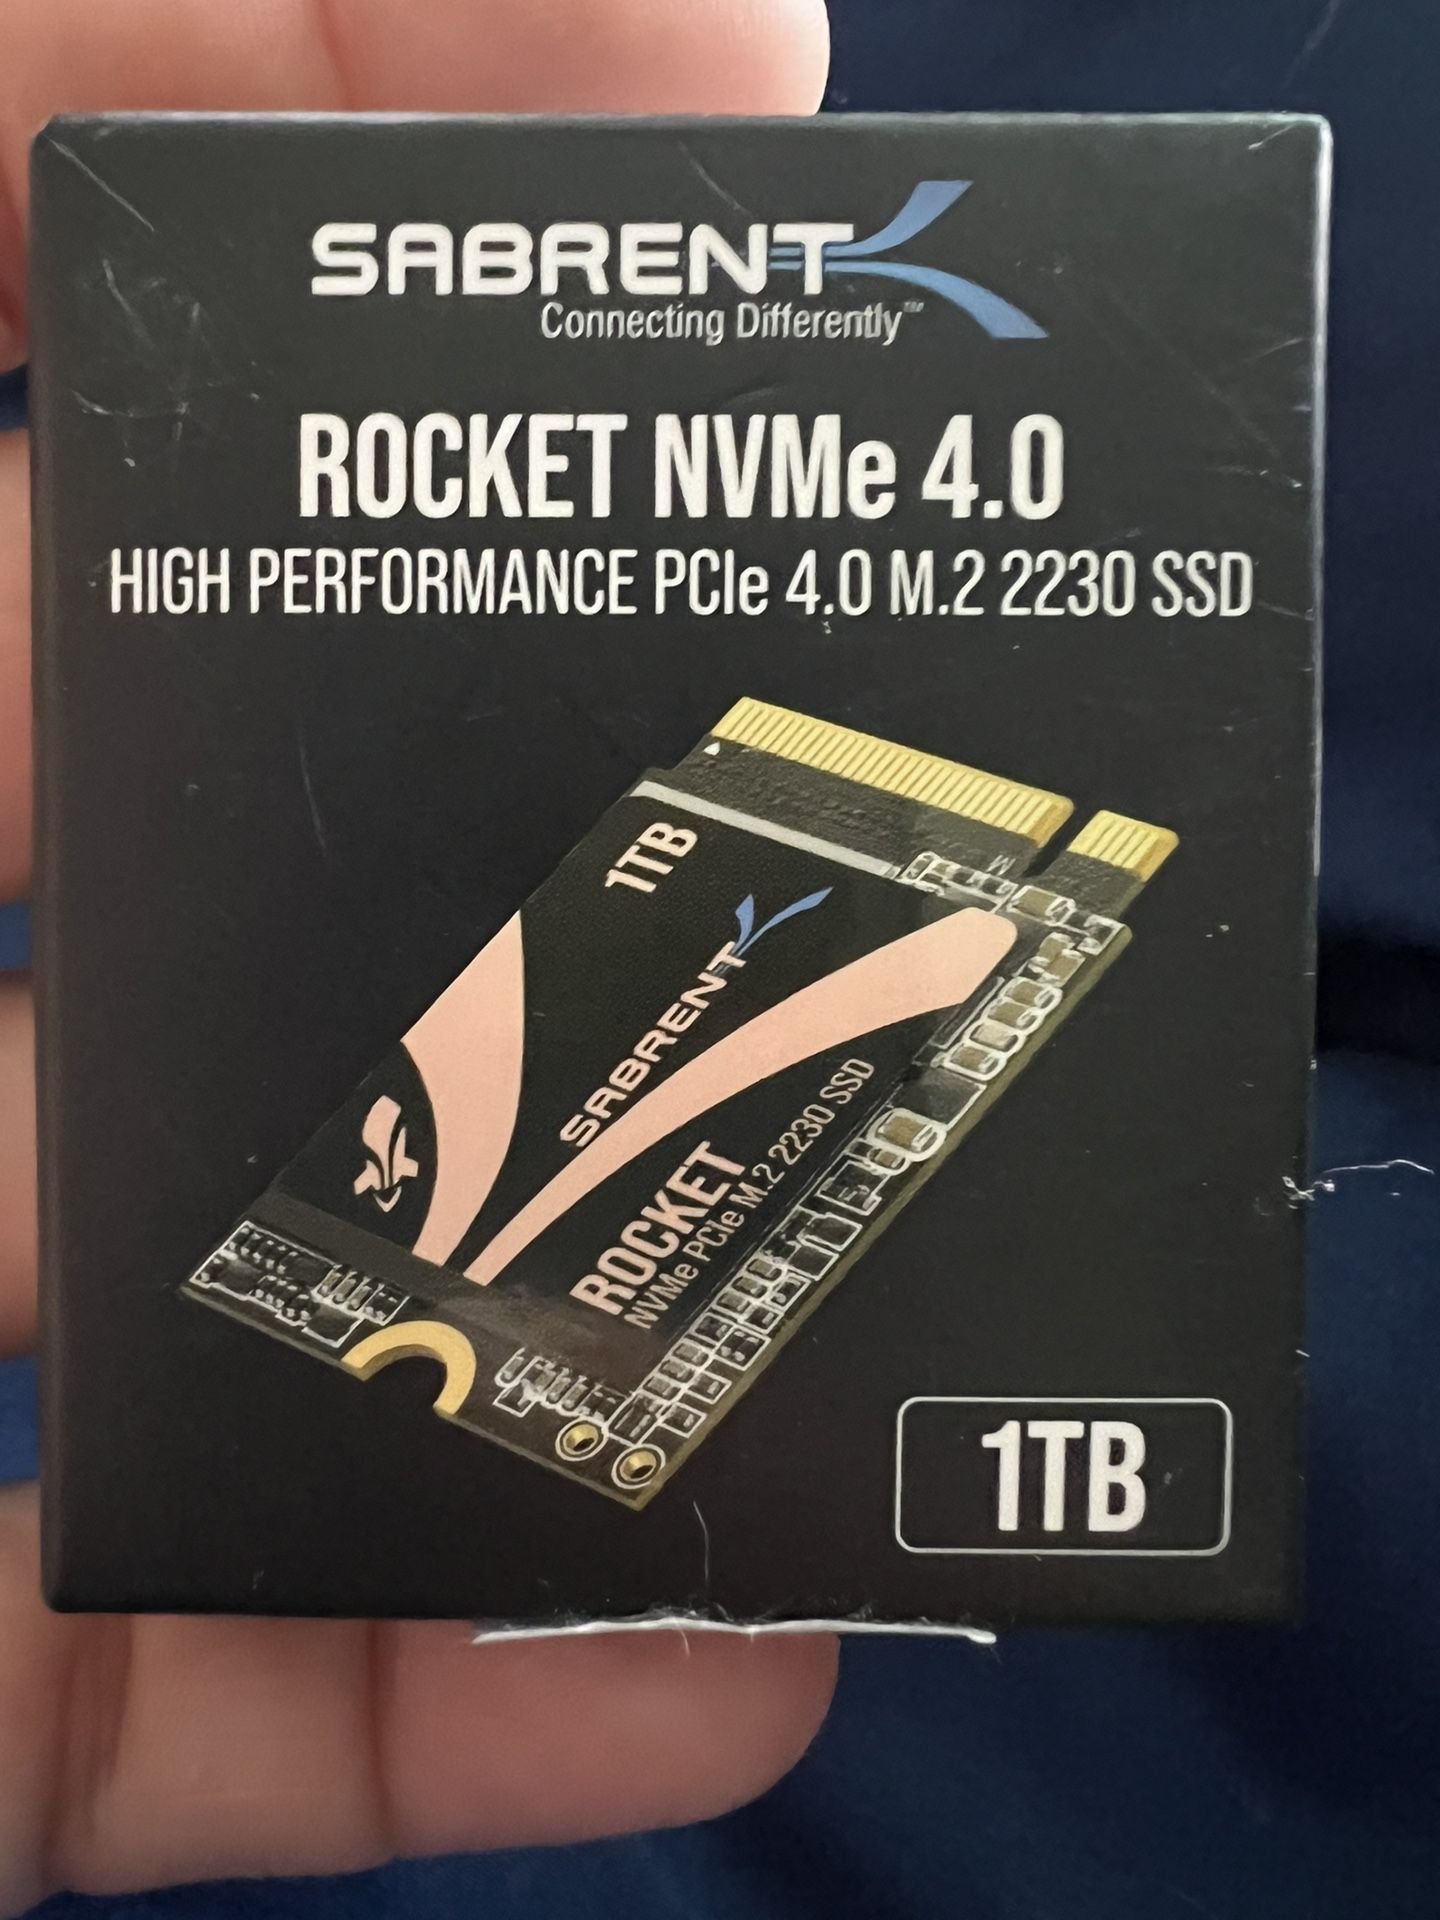 SABRENT
Connecting Differently™
ROCKET NVMe 4.0
HIGH PERFORMANCE PCIe 4.0 M.2 2230 SSD
1TB
M
SABRENT
ROCKET
NVMe PCIe M.2 2230 SSD
1TB